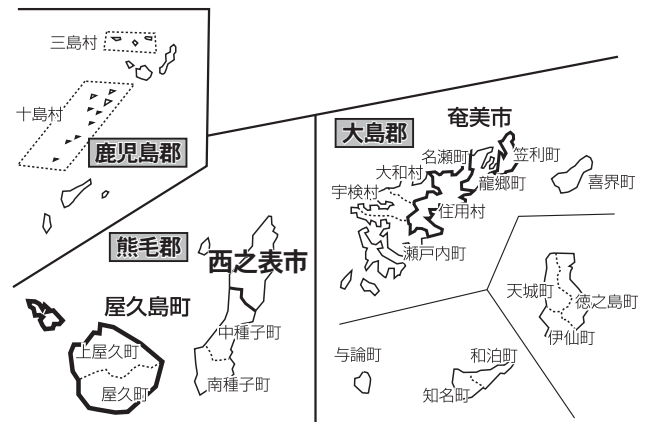 三島村
十島村
鹿児島郡
熊毛郡
西之表市
屋久島町
上屋久町
屋久町
中種子町
南種子町
大島郡
奄美市
名瀬町
笠利町
大和村
龍郷町
喜界町
宇検村
住用村
瀬戸内町
天城町
徳之島町
伊仙町
与論町
和泊町
知名町